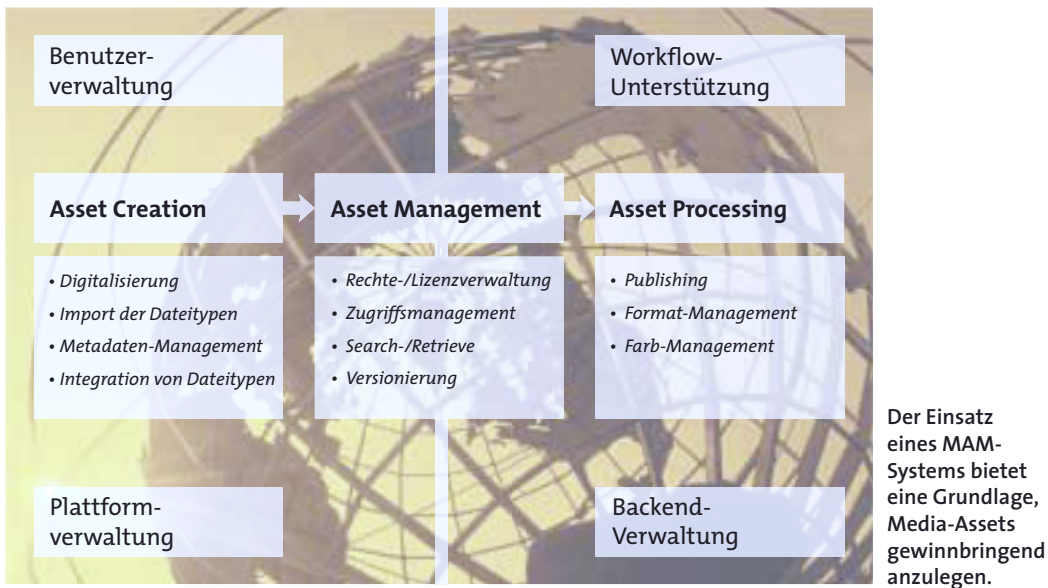 Benutzer-
verwaltung
Workflow-
Unterstützung
Asset Creation
Asset Management
Asset Processing
• Digitalisierung
• Import der Dateitypen
• Metadaten-Management
• Integration von Dateitypen
• Rechte-/Lizenzverwaltung
• Zugriffsmanagement
• Search-/Retrieve
• Versionierung
• Publishing
• Format-Management
• Farb-Management
Plattform-
verwaltung
Backend-
Verwaltung
Der Einsatz
eines MAM-
Systems bietet
eine Grundlage,
Media-Assets
gewinnbringend
anzulegen.